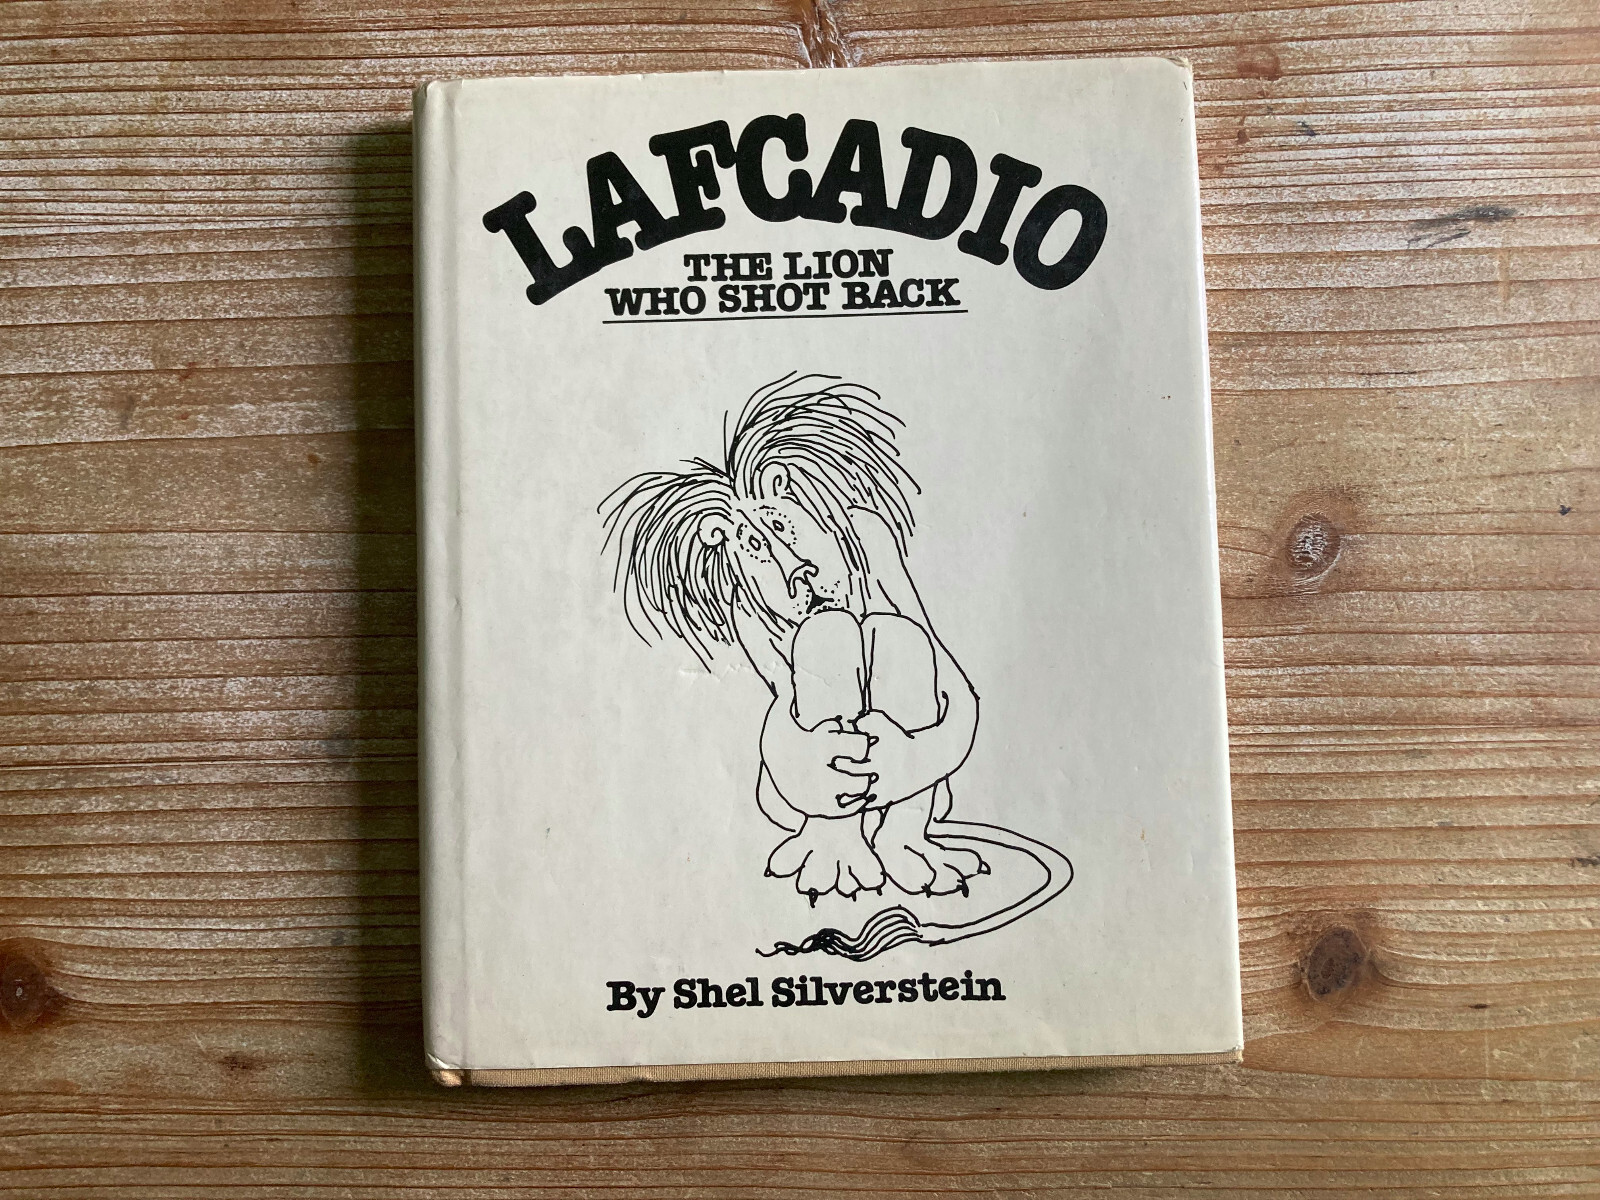 LAFCADIO
THE LION
WHO SHOT BACK
By Shel Silverstein